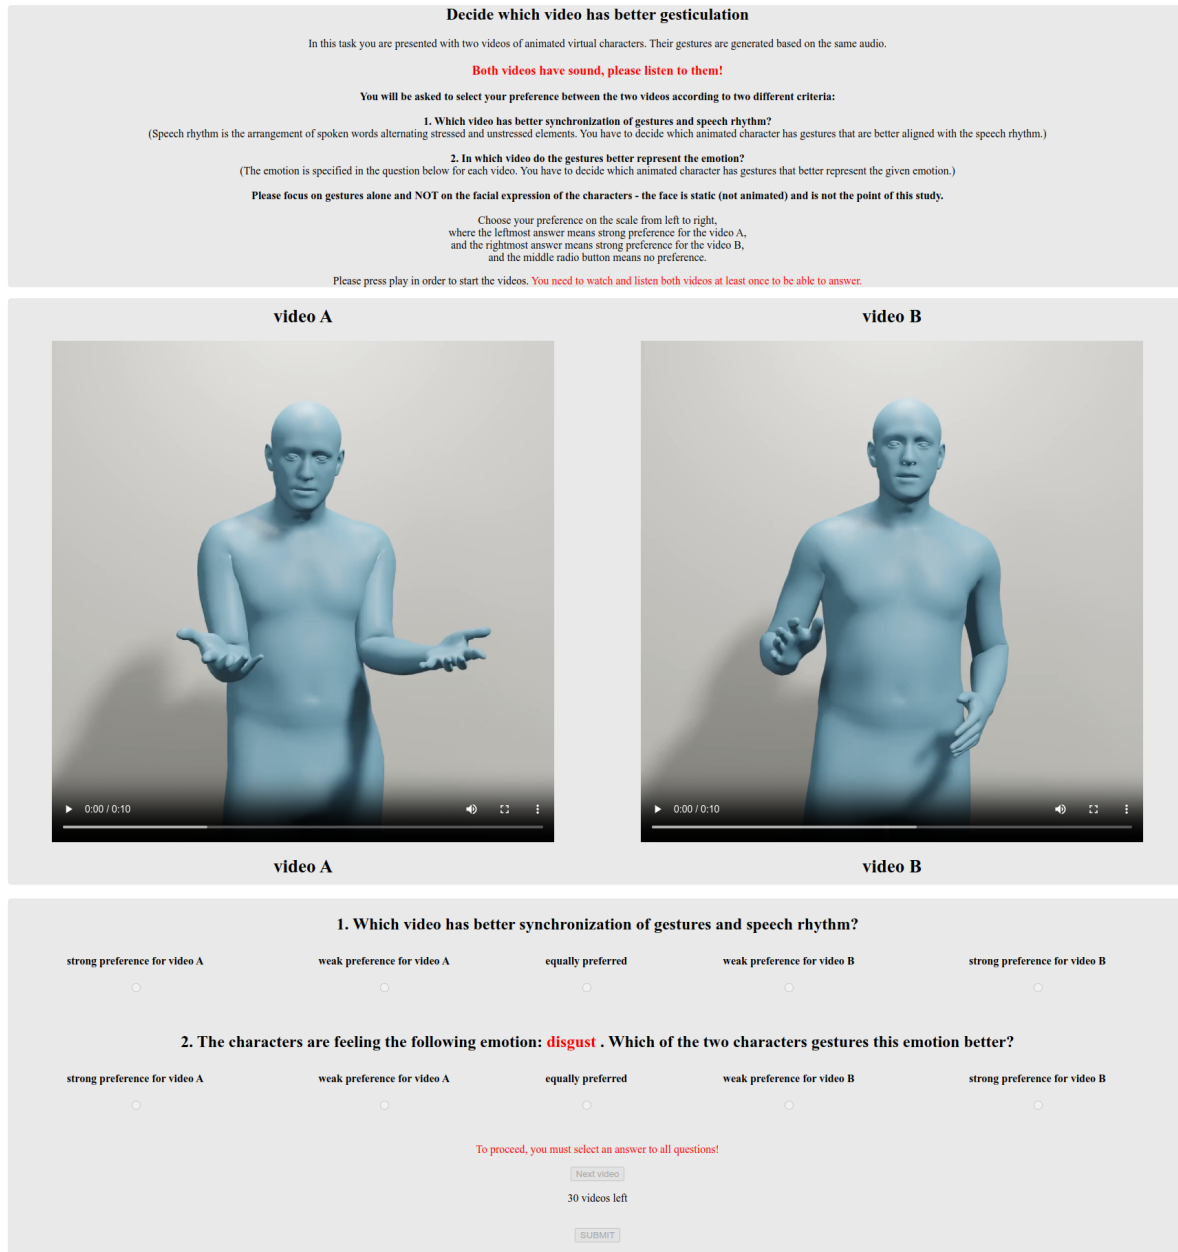 Decide which video has better gesticulation
In this task you are presented with two videos of animated virtual characters. Their gestures are generated based on the same audio.
Both videos have sound, please listen to them!
You will be asked to select your preference between the two videos according to two different criteria:
1. Which video has better synchronization of gestures and speech rhythm?
(Speech rhythm is the arrangement of spoken words alternating stressed and unstressed elements. You have to decide which animated character has gestures that are better aligned with the speech rhythm.)
2. In which video do the gestures better represent the emotion?
(The emotion is specified in the question below for each video. You have to decide which animated character has gestures that better represent the given emotion.)
Please focus on gestures alone and NOT on the facial expression of the characters - the face is static (not animated) and is not the point of this study.
Choose your preference on the scale from left to right,
where the leftmost answer means strong preference for the video A,
and the rightmost answer means strong preference for the video B,
and the middle radio button means no preference.
Please press play in order to start the videos. You need to watch and listen both videos at least once to be able to answer.
video A video B
0:00 / 0:10 0:00 / 0:10
video A video B
1. Which video has better synchronization of gestures and speech rhythm?
strong preference for video A weak preference for video A equally preferred weak preference for video B strong preference for video B
2. The characters are feeling the following emotion: disgust . Which of the two characters gestures this emotion better?
strong preference for video A weak preference for video A equally preferred weak preference for video B strong preference for video B
To proceed, you must select an answer to all questions!
Next video
30 videos left
SUBMIT